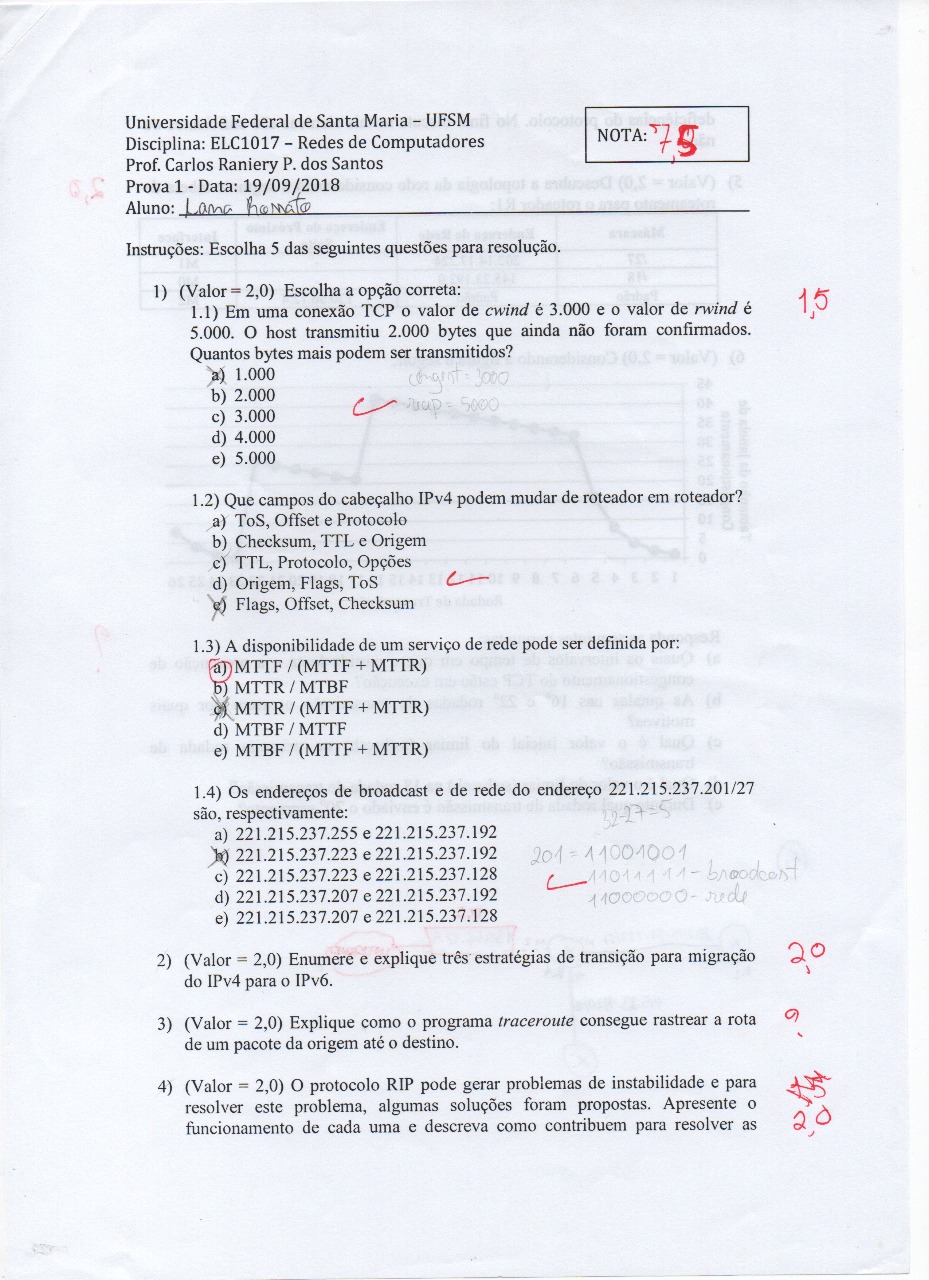 Universidade Federal de Santa Maria – UFSM
Disciplina: ELC1017 – Redes de Computadores
Prof. Carlos Raniery P. dos Santos
Prova 1 - Data: 19/09/2018
Aluno: Lana
NOTA: 7,5
Instruções: Escolha 5 das seguintes questões para resolução.
1) (Valor = 2,0) Escolha a opção correta:
1,5
1.1) Em uma conexão TCP o valor de cwind é 3.000 e o valor de rwind é
5.000. O host transmitiu 2.000 bytes que ainda não foram confirmados.
Quantos bytes mais podem ser transmitidos?
a) 1.000
congest = 3000
b) 2.000
5000
c) 3.000
d) 4.000
e) 5.000
1.2) Que campos do cabeçalho IPv4 podem mudar de roteador em roteador?
a) ToS, Offset e Protocolo
b) Checksum, TTL e Origem
c) TTL, Protocolo, Opções
d) Origem, Flags, ToS
e) Flags, Offset, Checksum
1.3) A disponibilidade de um serviço de rede pode ser definida por:
a) MTTF / (MTTF + MTTR)
b) MTTR / MTBF
c) MTTR / (MTTF + MTTR)
d) MTBF / MTTF
e) MTBF / (MTTF + MTTR)
1.4) Os endereços de broadcast e de rede do endereço 221.215.237.201/27
são, respectivamente:
32-27=5
a) 221.215.237.255 e 221.215.237.192
b) 221.215.237.223 e 221.215.237.192
201 = 11001001
c) 221.215.237.223 e 221.215.237.128
11011111 - broadcast
d) 221.215.237.207 e 221.215.237.192
11000000 - rede
e) 221.215.237.207 e 221.215.237.128
2) (Valor = 2,0) Enumere e explique três estratégias de transição para migração
2,0
do IPv4 para o IPv6.
3) (Valor = 2,0) Explique como o programa traceroute consegue rastrear a rota
?
de um pacote da origem até o destino.
4) (Valor = 2,0) O protocolo RIP pode gerar problemas de instabilidade e para
resolver este problema, algumas soluções foram propostas. Apresente o
2,0
funcionamento de cada uma e descreva como contribuem para resolver as